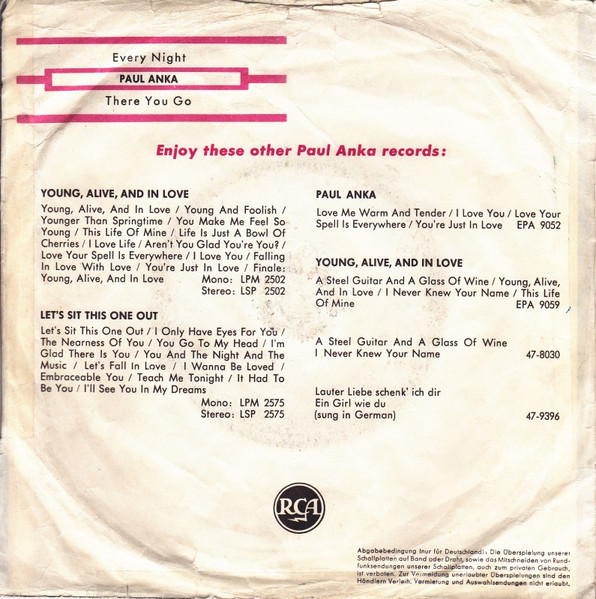 Every Night
PAUL ANKA
There You Go
Enjoy these other Paul Anka records:
YOUNG, ALIVE, AND IN LOVE
Young, Alive, And In Love / Young And Foolish /
Younger Than Springtime / You Make Me Feel So
Young / This Life Of Mine / Life Is Just A Bowl Of
Cherries / I Love Life / Aren't You Glad You're You? /
Love Your Spell Is Everywhere / I Love You / Falling
In Love With Love / You're Just In Love / Finale:
Young, Alive, And In Love Mono: LPM 2502
Stereo: LSP 2502
LET'S SIT THIS ONE OUT
Let's Sit This One Out / I Only Have Eyes For You /
The Nearness Of You / You Go To My Head / I'm
Glad There Is You / You And The Night And The
Music / Let's Fall In Love / I Wanna Be Loved /
Embraceable You / Teach Me Tonight / It Had To
Be You / I'll See You In My Dreams
Mono: LPM 2575
Stereo: LSP 2575
PAUL ANKA
Love Me Warm And Tender / I Love You / Love Your
Spell Is Everywhere / You're Just In Love EPA 9052
YOUNG, ALIVE, AND IN LOVE
A Steel Guitar And A Glass Of Wine / Young, Alive,
And In Love / I Never Knew Your Name / This Life
Of Mine EPA 9059
A Steel Guitar And A Glass Of Wine
I Never Knew Your Name 47-8030
Lauter Liebe schenk' ich dir
Ein Girl wie du
(sung in German) 47-9396
RCA
Abgabebedingung (nur für Deutschland): Die Überspielung unserer
Schallplatten auf Band oder Draht, sowie das Mitschneiden von Rund-
funksendungen unserer Schallplatten, auch zum privaten Gebrauch,
ist verboten. Zur Vermeidung unerlaubter Überspielungen sind den
Händlern Verleih, Vermietung und Auswahlsendungen nicht erlaubt.